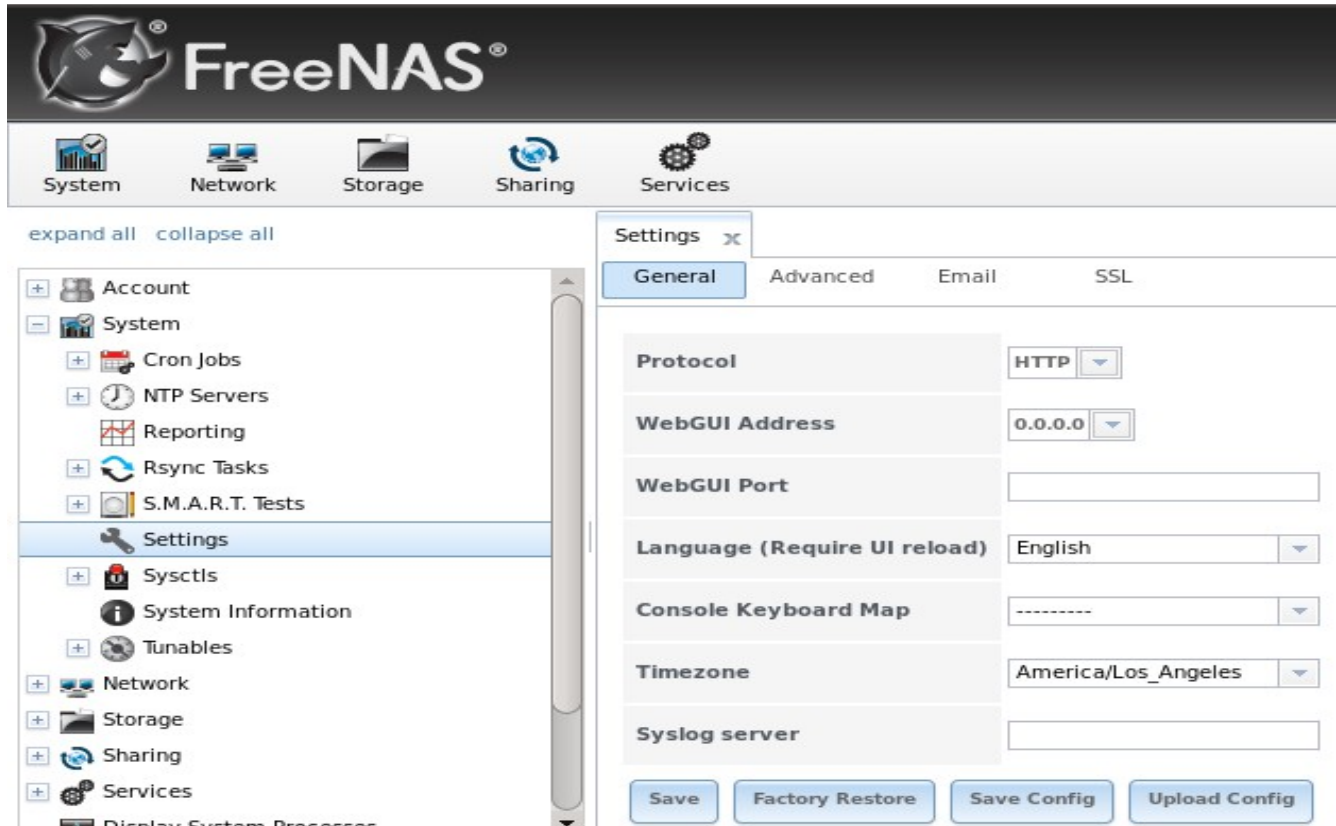 FreeNAS®
System Network Storage Sharing Services
expand all collapse all
Account
System
Cron Jobs
NTP Servers
Reporting
Rsync Tasks
S.M.A.R.T. Tests
Settings
Sysctls
System Information
Tunables
Network
Storage
Sharing
Services
Display System Processes
Settings x
General Advanced Email SSL
Protocol HTTP
WebGUI Address 0.0.0.0
WebGUI Port
Language (Require UI reload) English
Console Keyboard Map ---------
Timezone America/Los_Angeles
Syslog server
Save Factory Restore Save Config Upload Config